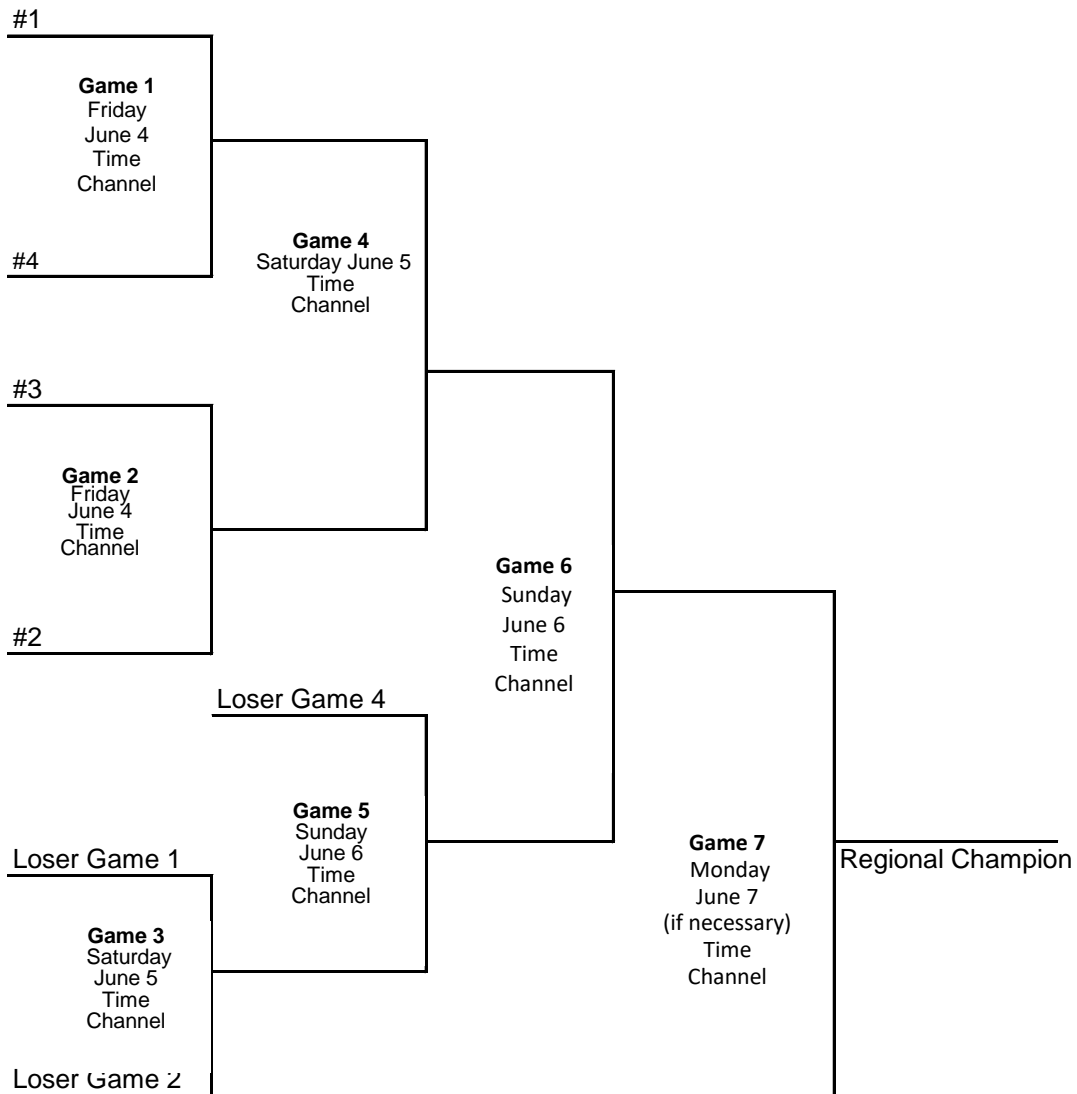 #1
Game 1
Friday
June 4
Time
Channel
#4
Game 4
Saturday June 5
Time
Channel
#3
Game 2
Friday
June 4
Time
Channel
#2
Game 6
Sunday
June 6
Time
Channel
Loser Game 4
Game 5
Sunday
June 6
Time
Channel
Loser Game 1
Game 3
Saturday
June 5
Time
Channel
Loser Game 2
Game 7
Monday
June 7
(if necessary)
Time
Channel
Regional Champion